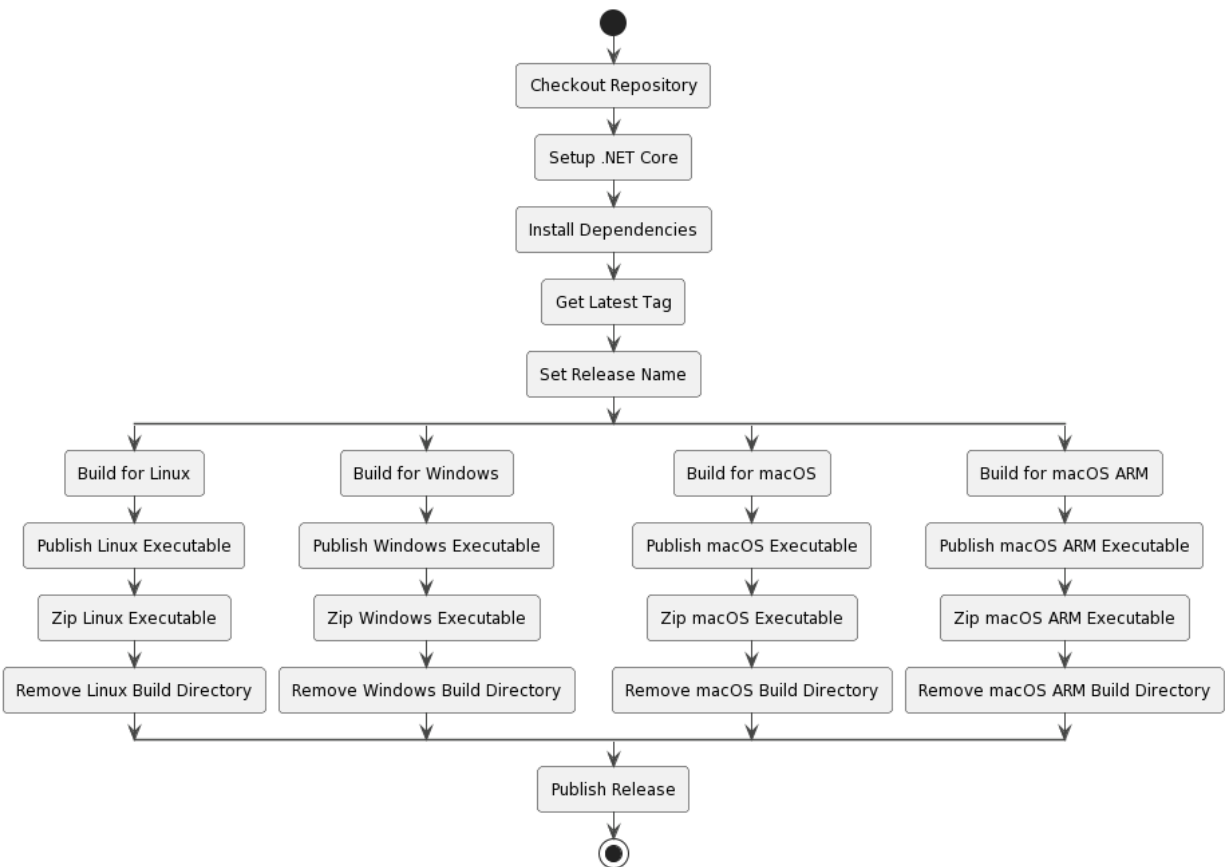 Checkout Repository
Setup .NET Core
Install Dependencies
Get Latest Tag
Set Release Name
Build for Linux
Build for Windows
Build for macOS
Build for macOS ARM
Publish Linux Executable
Publish Windows Executable
Publish macOS Executable
Publish macOS ARM Executable
Zip Linux Executable
Zip Windows Executable
Zip macOS Executable
Zip macOS ARM Executable
Remove Linux Build Directory
Remove Windows Build Directory
Remove macOS Build Directory
Remove macOS ARM Build Directory
Publish Release